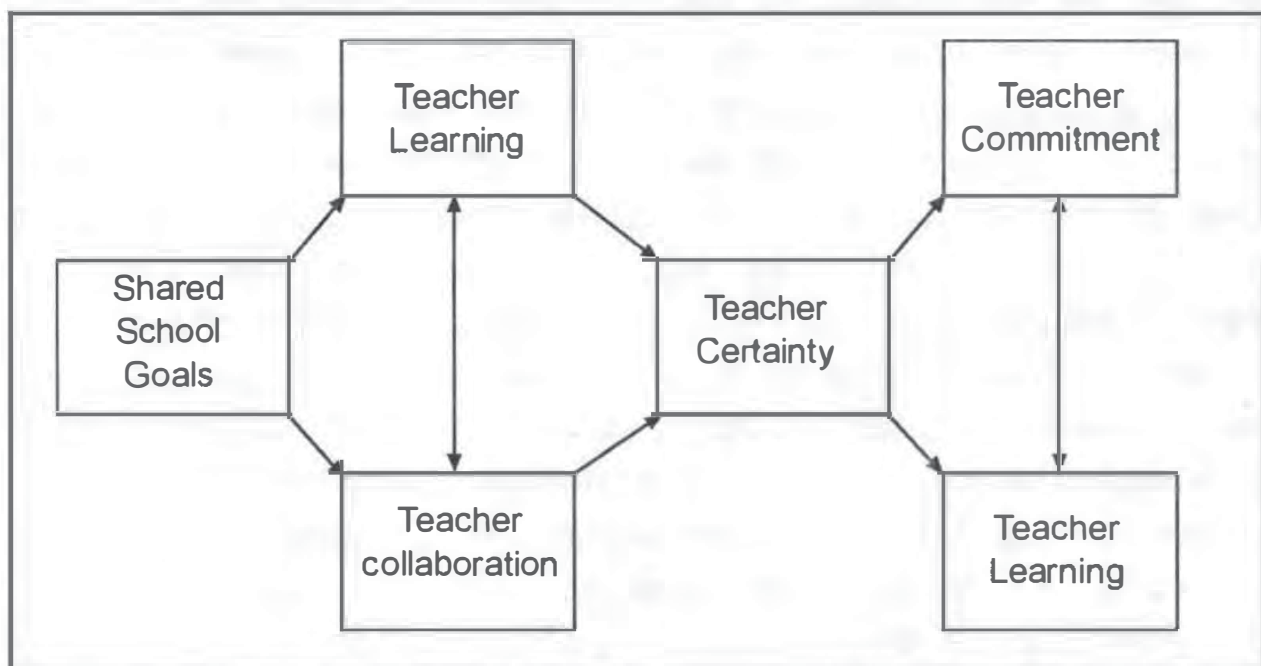 Teacher
Learning
Teacher
Commitment
Shared
School
Goals
Teacher
Certainty
Teacher
collaboration
Teacher
Learning